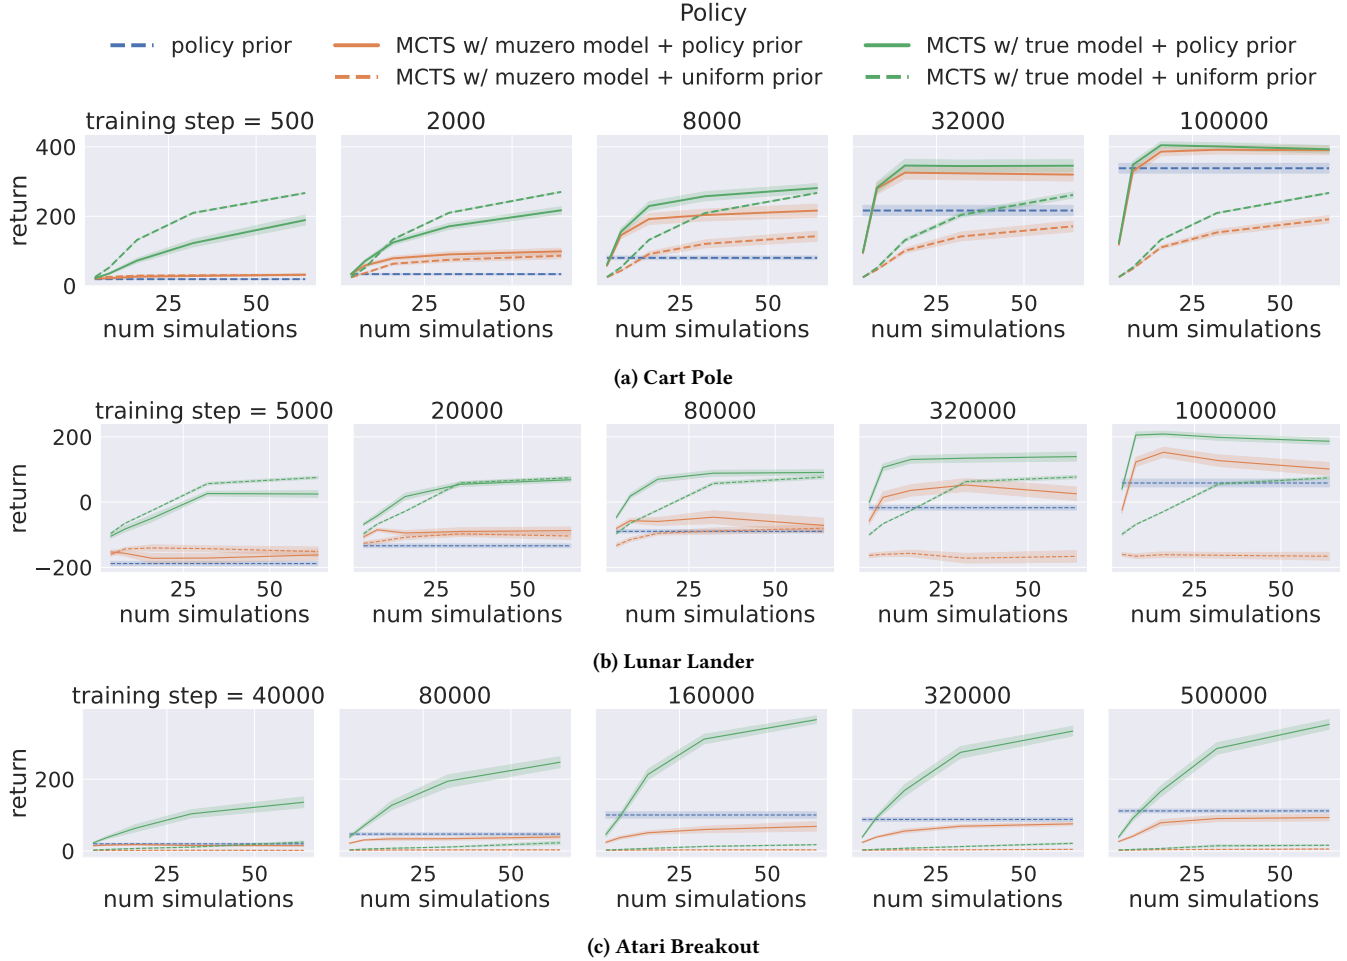 Policy
policy prior
MCTS w/ muzero model + policy prior
MCTS w/ true model + policy prior
MCTS w/ muzero model + uniform prior
MCTS w/ true model + uniform prior
training step = 500 2000 8000 32000 100000
400
200
0
return
25 50 25 50 25 50 25 50 25 50
num simulations num simulations num simulations num simulations num simulations
(a) Cart Pole
training step = 5000 20000 80000 320000 1000000
200
0
−200
return
25 50 25 50 25 50 25 50 25 50
num simulations num simulations num simulations num simulations num simulations
(b) Lunar Lander
training step = 40000 80000 160000 320000 500000
200
0
return
25 50 25 50 25 50 25 50 25 50
num simulations num simulations num simulations num simulations num simulations
(c) Atari Breakout